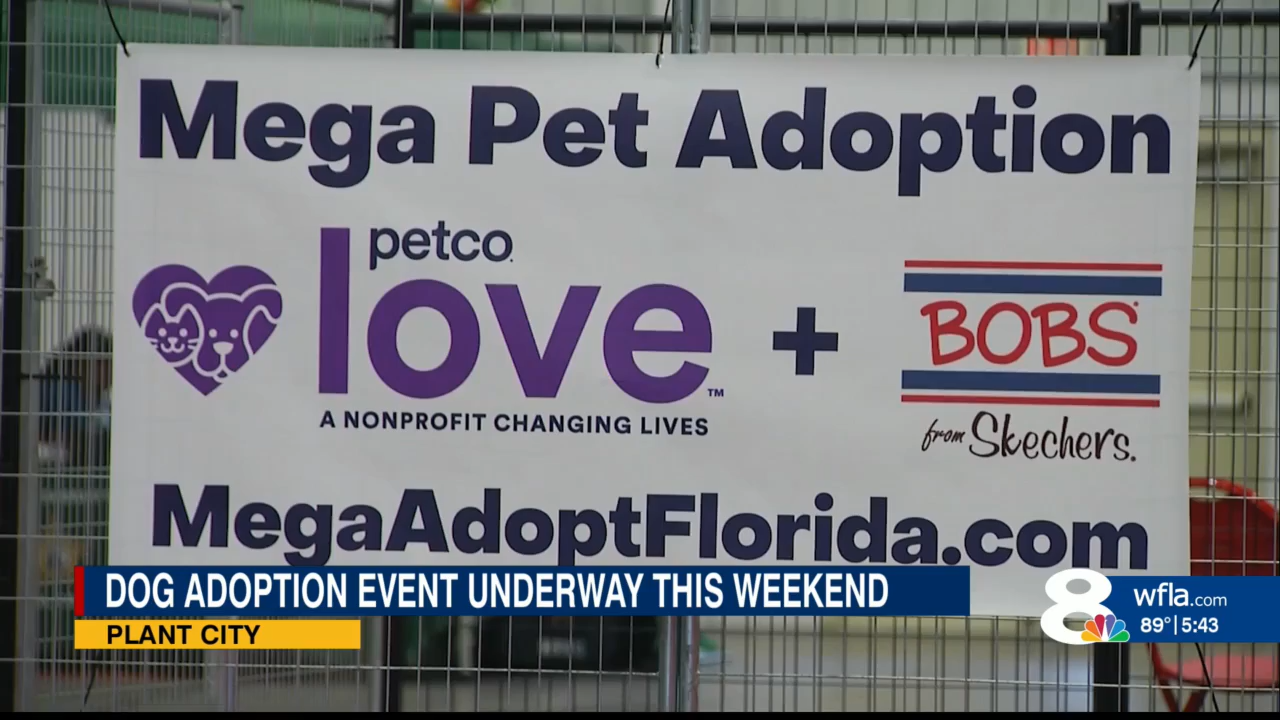 Mega Pet Adoption
petco
love™
A NONPROFIT CHANGING LIVES
+
BOBS
from Skechers.
MegaAdoptFlorida.com
DOG ADOPTION EVENT UNDERWAY THIS WEEKEND
PLANT CITY
8
wfla.com
89° | 5:43